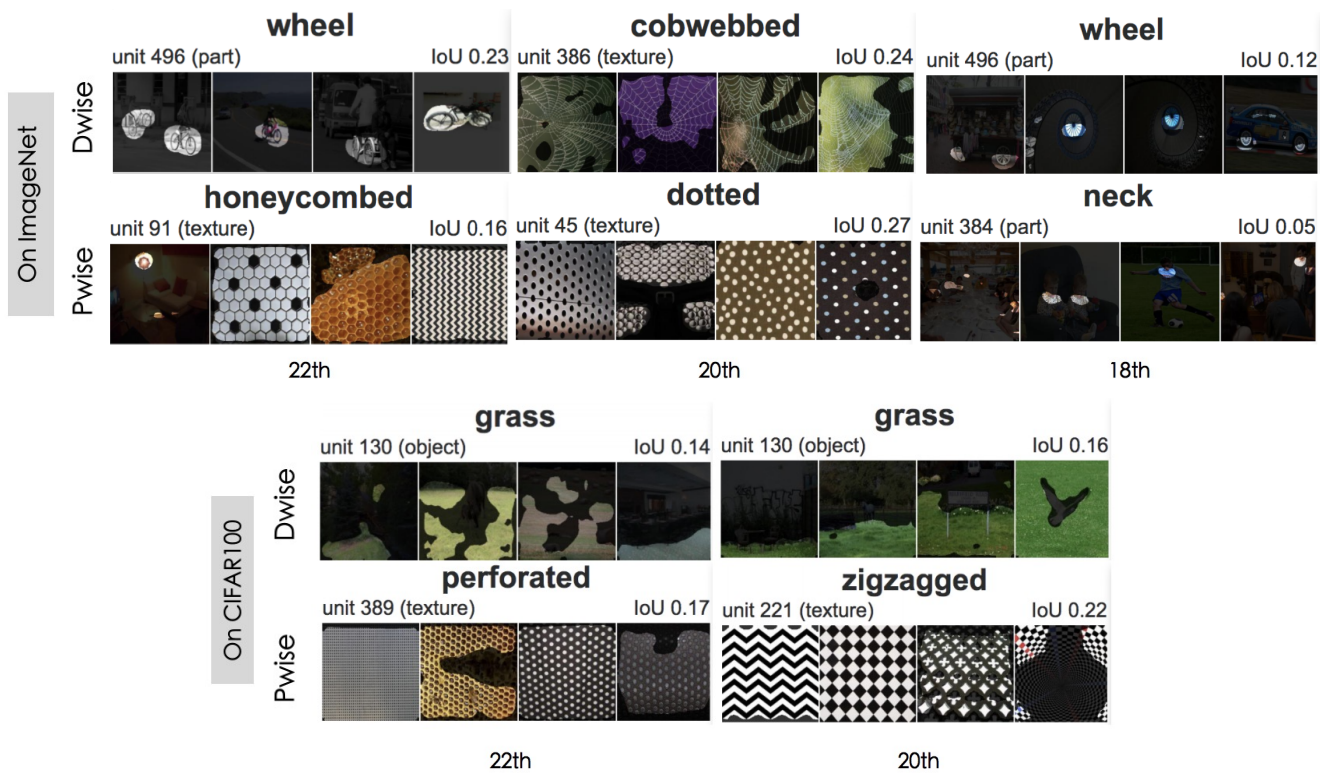 On ImageNet
Dwise
wheel
unit 496 (part) IoU 0.23
cobwebbed
unit 386 (texture) IoU 0.24
wheel
unit 496 (part) IoU 0.12
Pwise
honeycombed
unit 91 (texture) IoU 0.16
dotted
unit 45 (texture) IoU 0.27
neck
unit 384 (part) IoU 0.05
22th 20th 18th
On CIFAR100
Dwise
grass
unit 130 (object) IoU 0.14
grass
unit 130 (object) IoU 0.16
Pwise
perforated
unit 389 (texture) IoU 0.17
zigzagged
unit 221 (texture) IoU 0.22
22th 20th